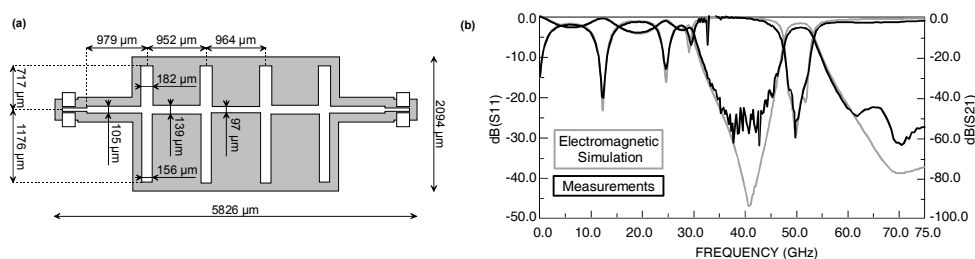 (a)
979 µm
952 µm
964 µm
717 µm
182 µm
1176 µm
105 µm
139 µm
97 µm
156 µm
2094 µm
5826 µm
(b)
dB(S11)
0.0
-10.0
-20.0
-30.0
-40.0
-50.0
Electromagnetic
Simulation
Measurements
0.0
-20.0
-40.0
-60.0
-80.0
-100.0
dB(S21)
0.0 10.0 20.0 30.0 40.0 50.0 60.0 70.0 75.0
FREQUENCY (GHz)